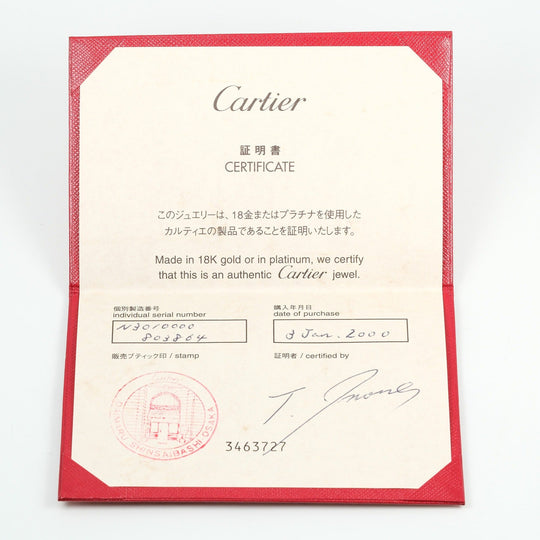 Cartier
証明書
CERTIFICATE
このジュエリーは、18金またはプラチナを使用した
カルティエの製品であることを証明いたします。
Made in 18K gold or in platinum, we certify
that this is an authentic Cartier jewel.
個別製造番号
individual serial number
N3010000
803864
購入年月日
date of purchase
3 Jan. 2000
販売ブティック印 / stamp
証明者 / certified by
SHINSAIBASHI OSAKA
T.
3463727